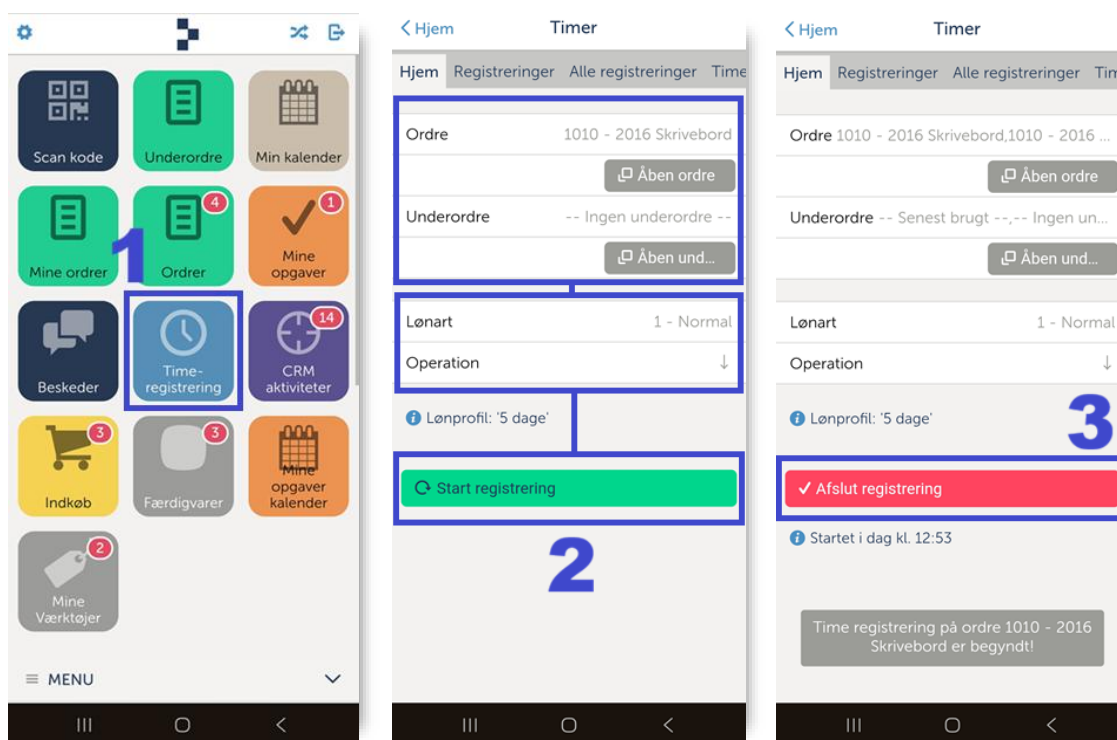 Scan kode
Underordre
Min kalender
Mine ordrer
4
Ordrer
1
Mine
opgaver
1
Beskeder
Time-
registrering
14
CRM
aktiviteter
3
Indkøb
3
Færdigvarer
Mine
opgaver
kalender
2
Mine
Værktøjer
MENU
Hjem
Timer
Hjem Registreringer Alle registreringer Time
Ordre 1010 - 2016 Skrivebord
Åben ordre
Underordre -- Ingen underordre --
Åben und...
Lønart 1 - Normal
Operation ↓
Lønprofil: '5 dage'
Start registrering
2
Hjem
Timer
Hjem Registreringer Alle registreringer Tim
Ordre 1010 - 2016 Skrivebord,1010 - 2016 ...
Åben ordre
Underordre -- Senest brugt --,-- Ingen un...
Åben und...
Lønart 1 - Normal
Operation ↓
Lønprofil: '5 dage'
3
Afslut registrering
Startet i dag kl. 12:53
Time registrering på ordre 1010 - 2016
Skrivebord er begyndt!